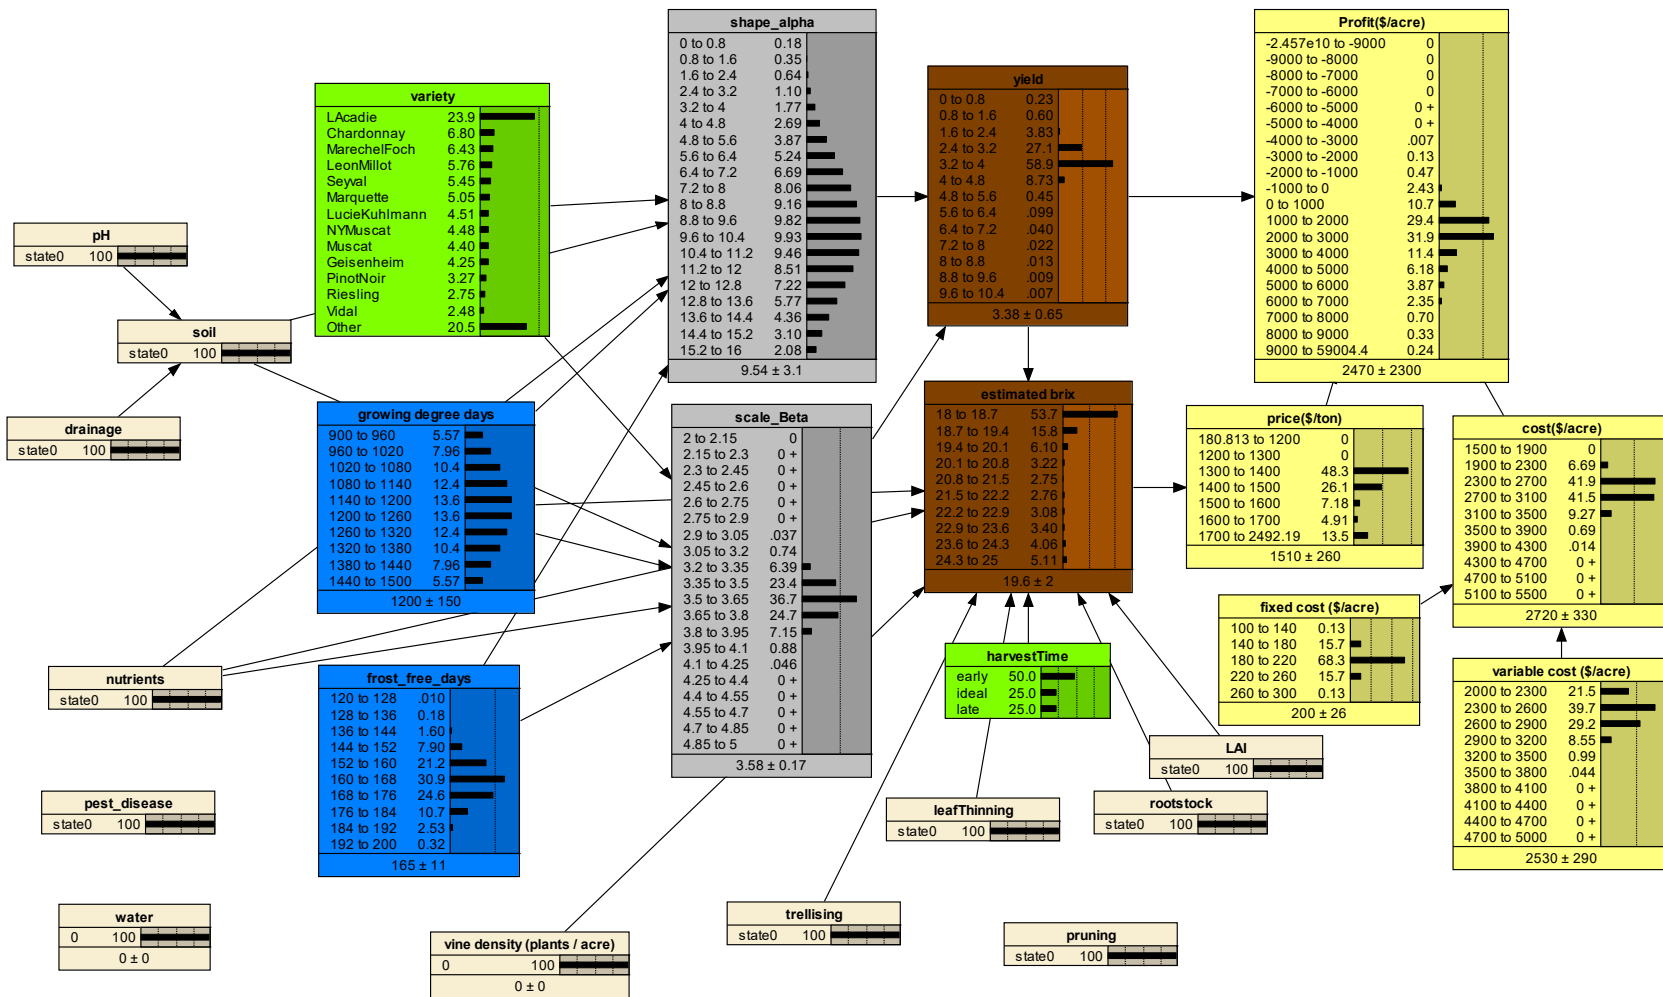 shape_alpha
0 to 0.8 0.18
0.8 to 1.6 0.35
1.6 to 2.4 0.64
2.4 to 3.2 1.10
3.2 to 4 1.77
4 to 4.8 2.69
4.8 to 5.6 3.87
5.6 to 6.4 5.24
6.4 to 7.2 6.69
7.2 to 8 8.06
8 to 8.8 9.16
8.8 to 9.6 9.82
9.6 to 10.4 9.93
10.4 to 11.2 9.46
11.2 to 12 8.51
12 to 12.8 7.22
12.8 to 13.6 5.77
13.6 to 14.4 4.36
14.4 to 15.2 3.10
15.2 to 16 2.08
9.54 ± 3.1
Profit($/acre)
-2.457e10 to -9000 0
-9000 to -8000 0
-8000 to -7000 0
-7000 to -6000 0
-6000 to -5000 0 +
-5000 to -4000 0 +
-4000 to -3000 .007
-3000 to -2000 0.13
-2000 to -1000 0.47
-1000 to 0 2.43
0 to 1000 10.7
1000 to 2000 29.4
2000 to 3000 31.9
3000 to 4000 11.4
4000 to 5000 6.18
5000 to 6000 3.87
6000 to 7000 2.35
7000 to 8000 0.70
8000 to 9000 0.33
9000 to 59004.4 0.24
2470 ± 2300
yield
0 to 0.8 0.23
0.8 to 1.6 0.60
1.6 to 2.4 3.83
2.4 to 3.2 27.1
3.2 to 4 58.9
4 to 4.8 8.73
4.8 to 5.6 0.45
5.6 to 6.4 .099
6.4 to 7.2 .040
7.2 to 8 .022
8 to 8.8 .013
8.8 to 9.6 .009
9.6 to 10.4 .007
3.38 ± 0.65
variety
LAcadie 23.9
Chardonnay 6.80
MarechelFoch 6.43
LeonMillot 5.76
Seyval 5.45
Marquette 5.05
LucieKuhlmann 4.51
NYMuscat 4.48
Muscat 4.40
Geisenheim 4.25
PinotNoir 3.27
Riesling 2.75
Vidal 2.48
Other 20.5
pH
state0 100
soil
state0 100
drainage
state0 100
growing degree days
900 to 960 5.57
960 to 1020 7.96
1020 to 1080 10.4
1080 to 1140 12.4
1140 to 1200 13.6
1200 to 1260 13.6
1260 to 1320 12.4
1320 to 1380 10.4
1380 to 1440 7.96
1440 to 1500 5.57
1200 ± 150
scale_Beta
2 to 2.15 0
2.15 to 2.3 0 +
2.3 to 2.45 0 +
2.45 to 2.6 0 +
2.6 to 2.75 0 +
2.75 to 2.9 0 +
2.9 to 3.05 .037
3.05 to 3.2 0.74
3.2 to 3.35 6.39
3.35 to 3.5 23.4
3.5 to 3.65 36.7
3.65 to 3.8 24.7
3.8 to 3.95 7.15
3.95 to 4.1 0.88
4.1 to 4.25 .046
4.25 to 4.4 0 +
4.4 to 4.55 0 +
4.55 to 4.7 0 +
4.7 to 4.85 0 +
4.85 to 5 0 +
3.58 ± 0.17
estimated brix
18 to 18.7 53.7
18.7 to 19.4 15.8
19.4 to 20.1 6.10
20.1 to 20.8 3.22
20.8 to 21.5 2.75
21.5 to 22.2 2.76
22.2 to 22.9 3.08
22.9 to 23.6 3.40
23.6 to 24.3 4.06
24.3 to 25 5.11
19.6 ± 2
price($/ton)
180.813 to 1200 0
1200 to 1300 0
1300 to 1400 48.3
1400 to 1500 26.1
1500 to 1600 7.18
1600 to 1700 4.91
1700 to 2492.19 13.5
1510 ± 260
cost($/acre)
1500 to 1900 0
1900 to 2300 6.69
2300 to 2700 41.9
2700 to 3100 41.5
3100 to 3500 9.27
3500 to 3900 0.69
3900 to 4300 .014
4300 to 4700 0 +
4700 to 5100 0 +
5100 to 5500 0 +
2720 ± 330
fixed cost ($/acre)
100 to 140 0.13
140 to 180 15.7
180 to 220 68.3
220 to 260 15.7
260 to 300 0.13
200 ± 26
variable cost ($/acre)
2000 to 2300 21.5
2300 to 2600 39.7
2600 to 2900 29.2
2900 to 3200 8.55
3200 to 3500 0.99
3500 to 3800 .044
3800 to 4100 0 +
4100 to 4400 0 +
4400 to 4700 0 +
4700 to 5000 0 +
2530 ± 290
harvestTime
early 50.0
ideal 25.0
late 25.0
nutrients
state0 100
frost_free_days
120 to 128 .010
128 to 136 0.18
136 to 144 1.60
144 to 152 7.90
152 to 160 21.2
160 to 168 30.9
168 to 176 24.6
176 to 184 10.7
184 to 192 2.53
192 to 200 0.32
165 ± 11
LAI
state0 100
pest_disease
state0 100
leafThinning
state0 100
rootstock
state0 100
water
0 100
0 ± 0
vine density (plants / acre)
0 100
0 ± 0
trellising
state0 100
pruning
state0 100